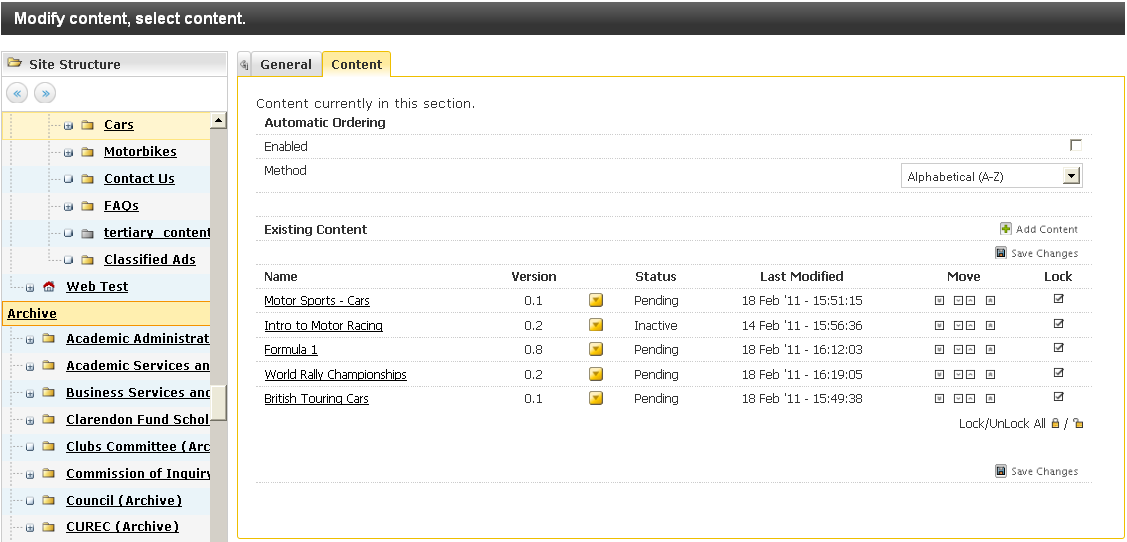 Modify content, select content.
Site Structure
Cars
Motorbikes
Contact Us
FAQs
tertiary_content
Classified Ads
Web Test
Archive
Academic Administrat
Academic Services an
Business Services and
Clarendon Fund Schol
Clubs Committee (Arc
Commission of Inquiry
Council (Archive)
CUREC (Archive)
General Content
Content currently in this section.
Automatic Ordering
Enabled
Method Alphabetical (A-Z)
Existing Content Add Content
Save Changes
Name Version Status Last Modified Move Lock
Motor Sports - Cars 0.1 Pending 18 Feb '11 - 15:51:15
Intro to Motor Racing 0.2 Inactive 14 Feb '11 - 15:56:36
Formula 1 0.8 Pending 18 Feb '11 - 16:12:03
World Rally Championships 0.2 Pending 18 Feb '11 - 16:19:05
British Touring Cars 0.1 Pending 18 Feb '11 - 15:49:38
Lock/UnLock All /
Save Changes